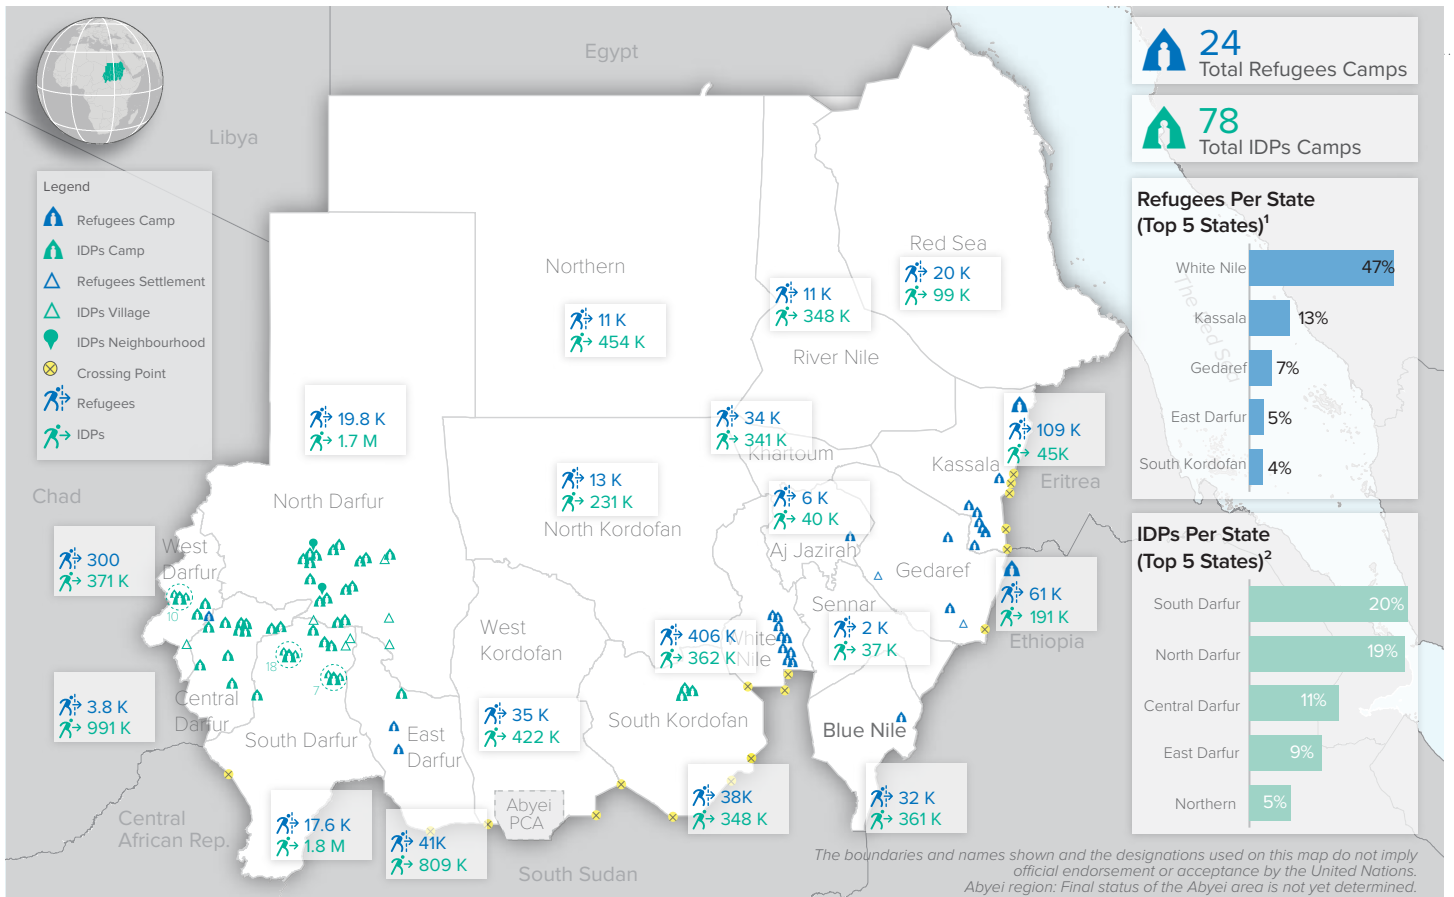 Egypt
Libya
Legend
Refugees Camp
IDPs Camp
Refugees Settlement
IDPs Village
IDPs Neighbourhood
Crossing Point
Refugees
IDPs
Chad
Northern
11 K
454 K
Red Sea
20 K
99 K
11 K
348 K
River Nile
19.8 K
1.7 M
North Darfur
34 K
341 K
Khartoum
13 K
231 K
North Kordofan
Kassala
109 K
45K
Eritrea
6 K
40 K
Aj Jazirah
Gedaref
61 K
191 K
Ethiopia
West
Darfur
300
371 K
10
18
7
Sennar
2 K
37 K
406 K
362 K
White
Nile
West
Kordofan
35 K
422 K
South Kordofan
Central
Darfur
3.8 K
991 K
South Darfur
East
Darfur
Blue Nile
38K
348 K
32 K
361 K
Abyei
PCA
17.6 K
1.8 M
41K
809 K
Central
African Rep.
South Sudan
24
Total Refugees Camps
78
Total IDPs Camps
The Red Sea
Refugees Per State
(Top 5 States)¹
White Nile 47%
Kassala 13%
Gedaref 7%
East Darfur 5%
South Kordofan 4%
IDPs Per State
(Top 5 States)²
South Darfur 20%
North Darfur 19%
Central Darfur 11%
East Darfur 9%
Northern 5%
The boundaries and names shown and the designations used on this map do not imply
official endorsement or acceptance by the United Nations.
Abyei region: Final status of the Abyei area is not yet determined.